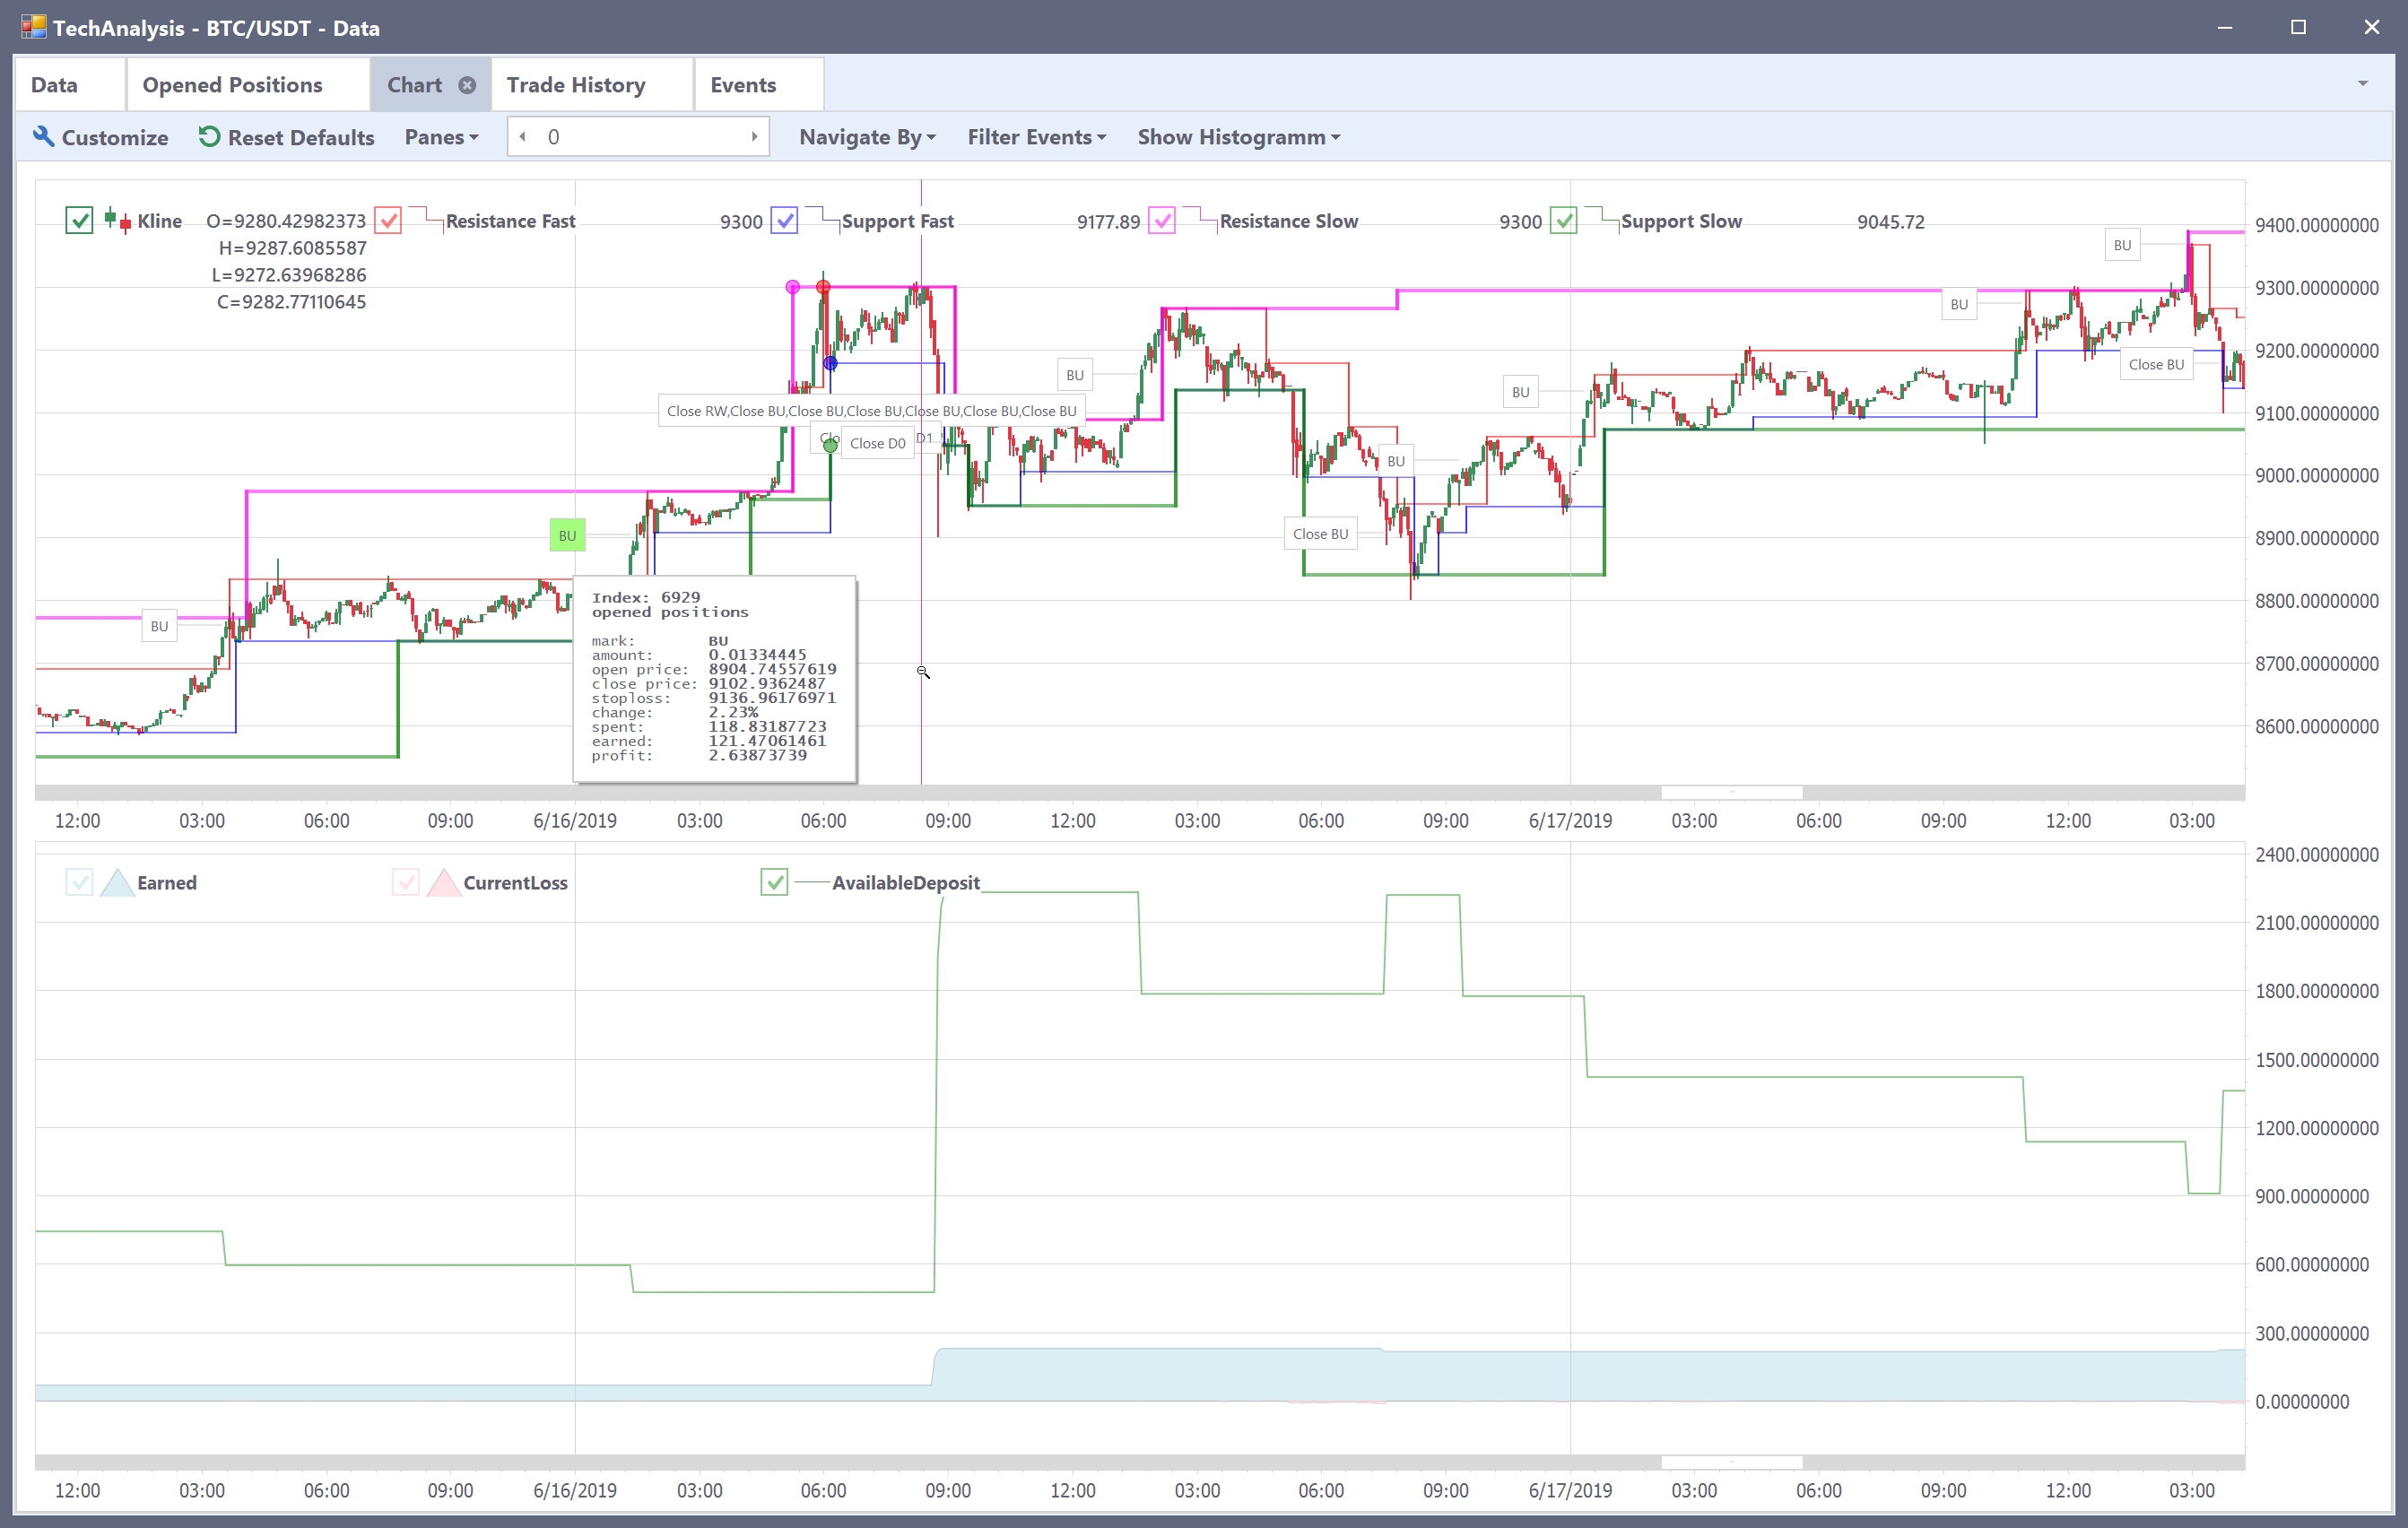 TechAnalysis - BTC/USDT - Data
Data Opened Positions Chart Trade History Events
Customize Reset Defaults Panes 0 Navigate By Filter Events Show Histogramm
Kline O=9280.42982373 Resistance Fast 9300 Support Fast 9177.89 Resistance Slow 9300 Support Slow 9045.72
H=9287.6085587
L=9272.63968286
C=9282.77110645
9400.00000000
9300.00000000
9200.00000000
9100.00000000
9000.00000000
8900.00000000
8800.00000000
8700.00000000
8600.00000000
BU
BU
Close BU
BU
BU
Close RW,Close BU,Close BU,Close BU,Close BU,Close BU,Close BU
Close D0
D1
BU
BU
Close BU
BU
Index: 6929
opened positions
mark: BU
amount: 0.01334445
open price: 8904.74557619
close price: 9102.9362487
stoploss: 9136.96176971
change: 2.23%
spent: 118.83187723
earned: 121.47061461
profit: 2.63873739
12:00 03:00 06:00 09:00 6/16/2019 03:00 06:00 09:00 12:00 03:00 06:00 09:00 6/17/2019 03:00 06:00 09:00 12:00 03:00
Earned CurrentLoss AvailableDeposit
2400.00000000
2100.00000000
1800.00000000
1500.00000000
1200.00000000
900.00000000
600.00000000
300.00000000
0.00000000
12:00 03:00 06:00 09:00 6/16/2019 03:00 06:00 09:00 12:00 03:00 06:00 09:00 6/17/2019 03:00 06:00 09:00 12:00 03:00